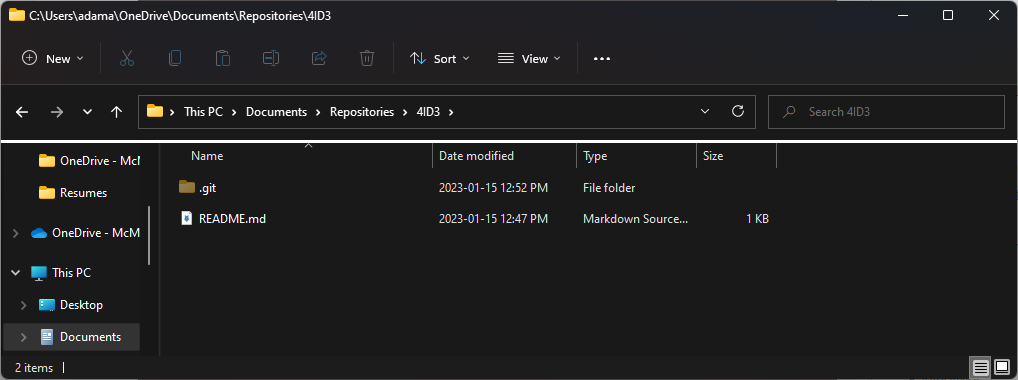 C:\Users\adama\OneDrive\Documents\Repositories\4ID3
New Sort View
This PC Documents Repositories 4ID3 Search 4ID3
Name Date modified Type Size
OneDrive - McM
Resumes
OneDrive - McM
This PC
Desktop
Documents
.git 2023-01-15 12:52 PM File folder
README.md 2023-01-15 12:47 PM Markdown Source... 1 KB
2 items